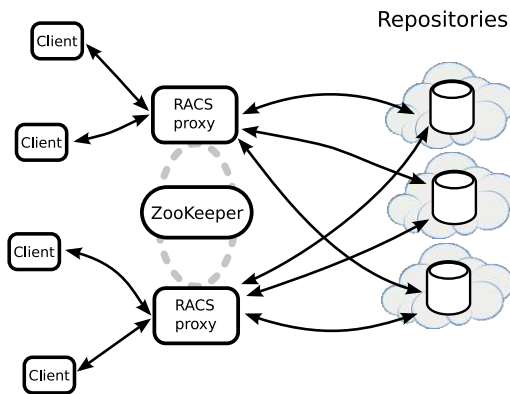 Repositories
Client
RACS
proxy
Client
ZooKeeper
Client
RACS
proxy
Client